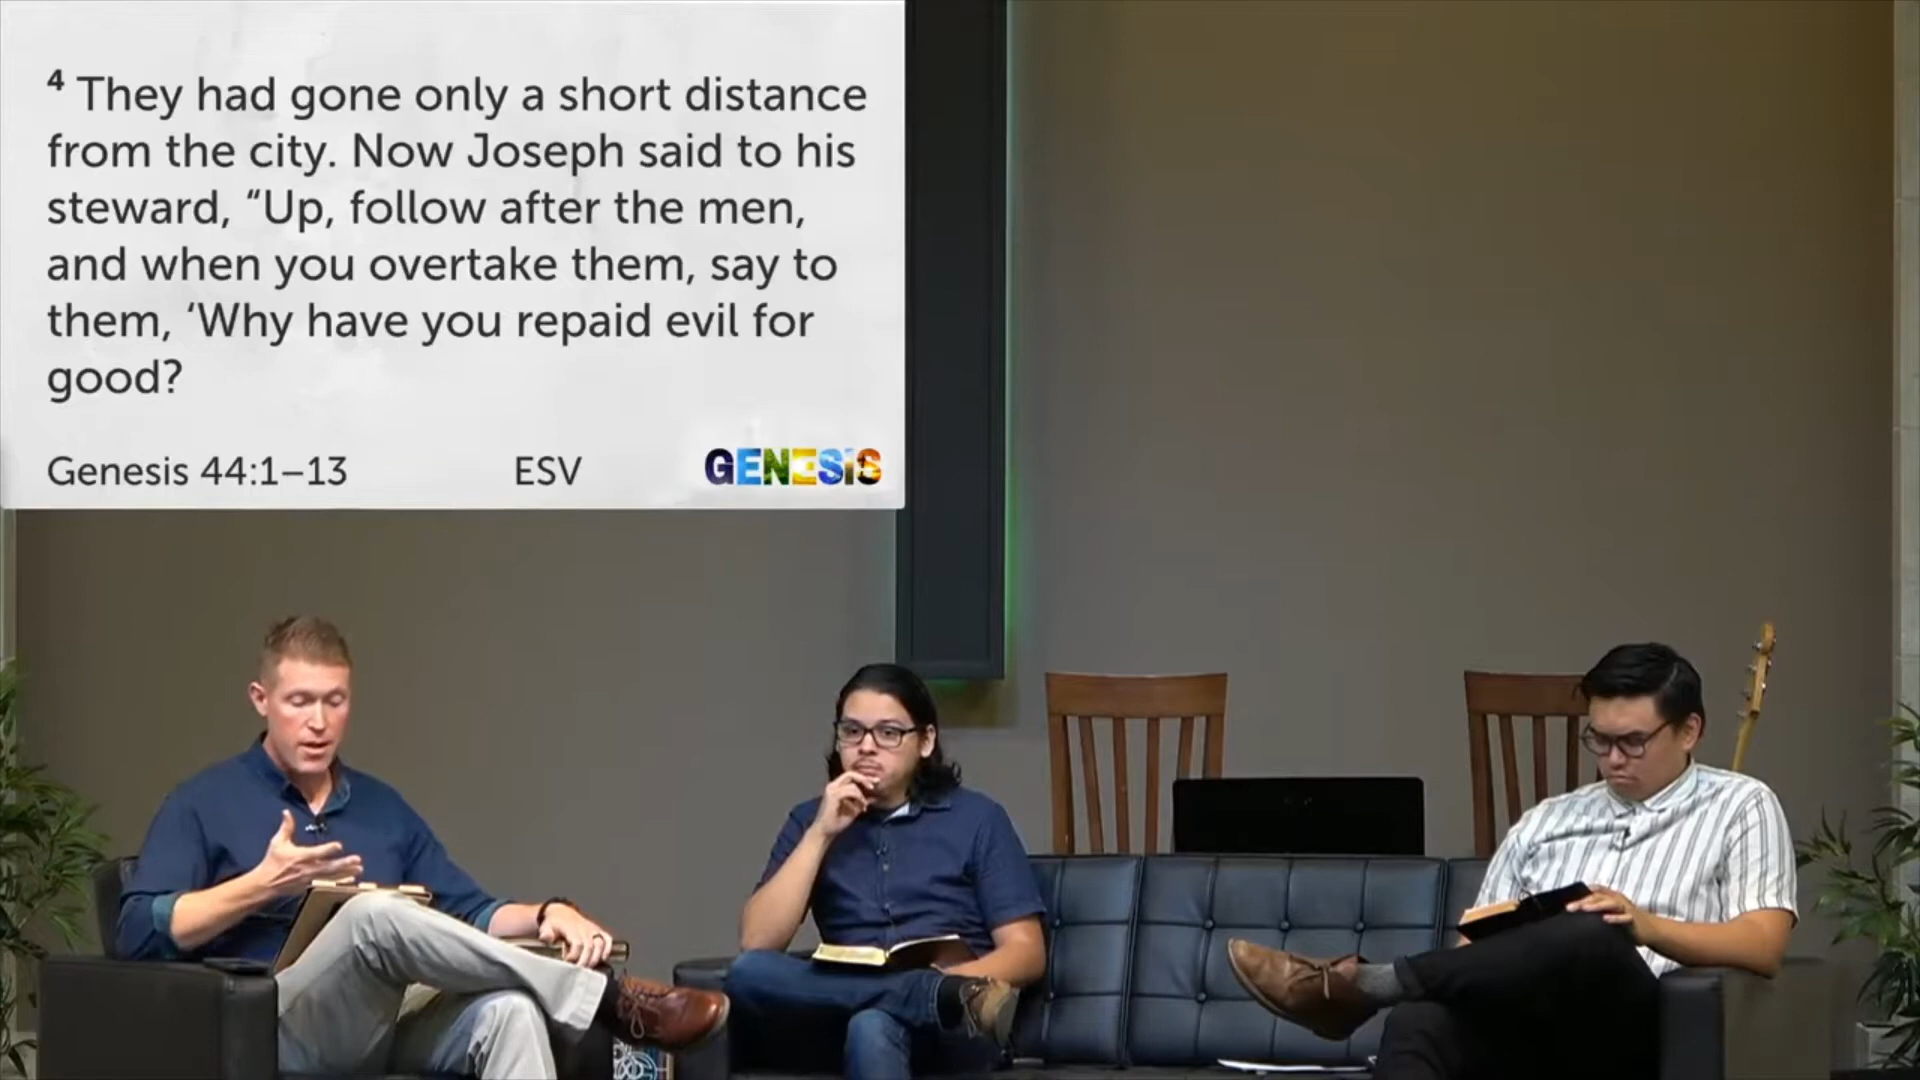 ⁴ They had gone only a short distance
from the city. Now Joseph said to his
steward, “Up, follow after the men,
and when you overtake them, say to
them, ‘Why have you repaid evil for
good?
Genesis 44:1–13 ESV GENESIS